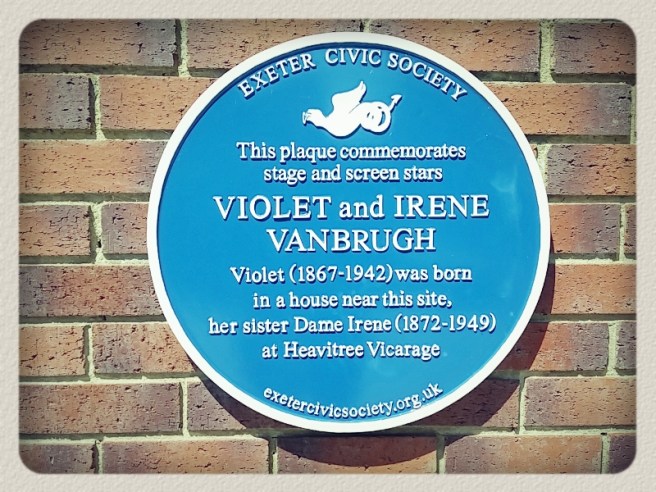 EXETER CIVIC SOCIETY
This plaque commemorates
stage and screen stars
VIOLET and IRENE
VANBRUGH
Violet (1867-1942) was born
in a house near this site,
her sister Dame Irene (1872-1949)
at Heavitree Vicarage
exetercivicsociety.org.uk